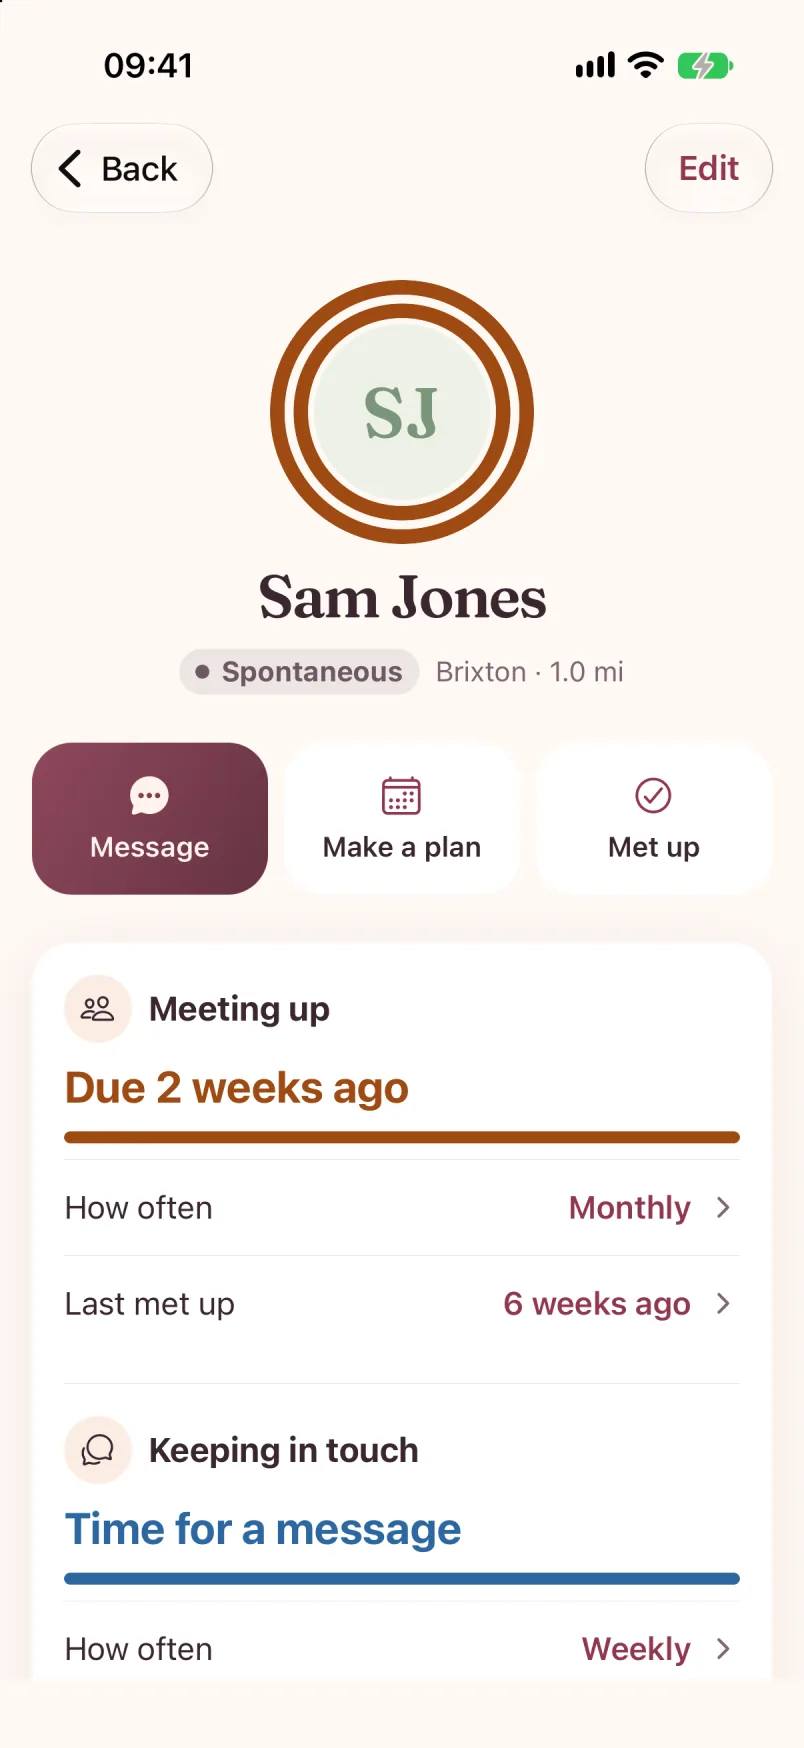 09:41
Back
Edit
SJ
Sam Jones
Spontaneous Brixton · 1.0 mi
Message
Make a plan
Met up
Meeting up
Due 2 weeks ago
How often Monthly
Last met up 6 weeks ago
Keeping in touch
Time for a message
How often Weekly